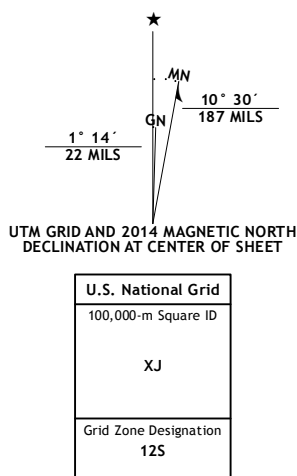 ★
MN
GN
10° 30´
187 MILS
1° 14´
22 MILS
UTM GRID AND 2014 MAGNETIC NORTH
DECLINATION AT CENTER OF SHEET
U.S. National Grid
100,000-m Square ID
XJ
Grid Zone Designation
12S